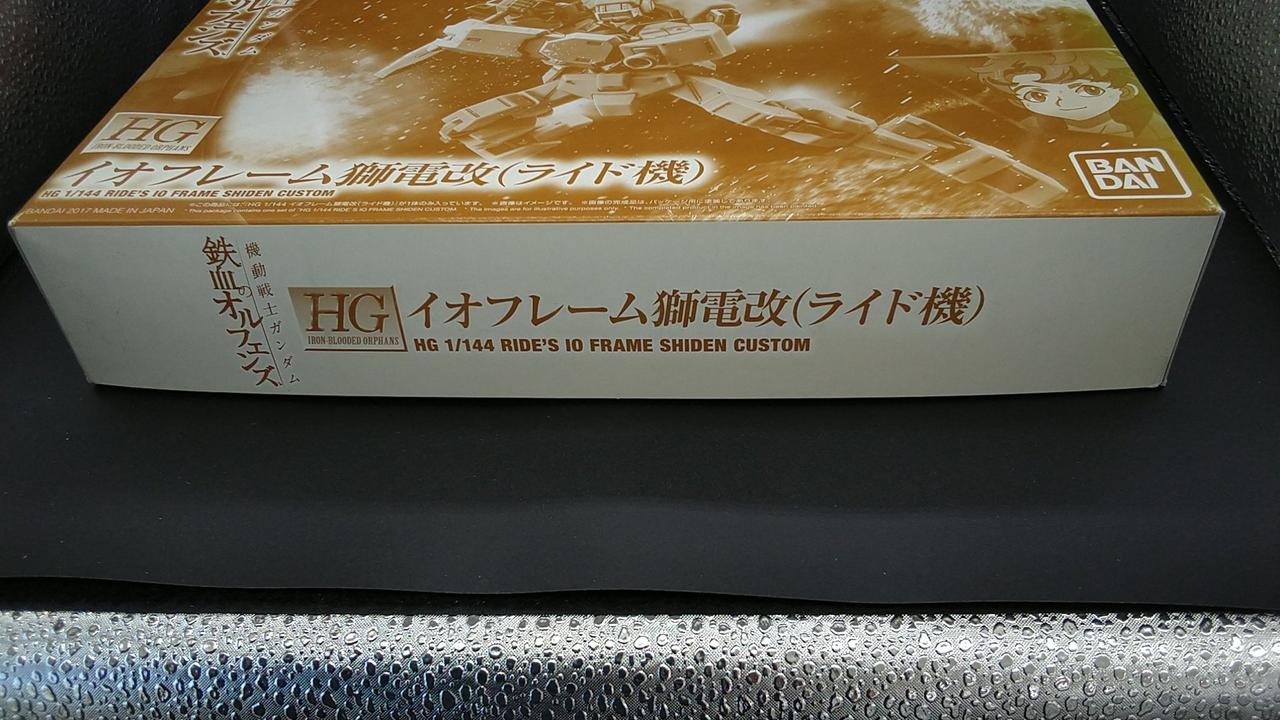 HG
IRON-BLOODED ORPHANS
イオフレーム獅電改(ライド機)
HG 1/144 RIDE'S IO FRAME SHIDEN CUSTOM
BANDAI 2017 MADE IN JAPAN
BAN
DAI
機動戦士ガンダム
鉄血のオルフェンズ
HG
IRON-BLOODED ORPHANS
イオフレーム獅電改(ライド機)
HG 1/144 RIDE'S IO FRAME SHIDEN CUSTOM